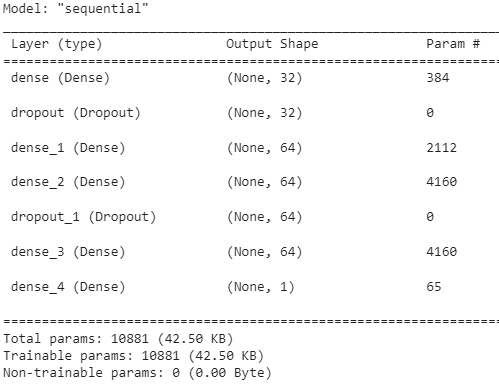 Model: "sequential"
Layer (type) Output Shape Param #
dense (Dense) (None, 32) 384
dropout (Dropout) (None, 32) 0
dense_1 (Dense) (None, 64) 2112
dense_2 (Dense) (None, 64) 4160
dropout_1 (Dropout) (None, 64) 0
dense_3 (Dense) (None, 64) 4160
dense_4 (Dense) (None, 1) 65
Total params: 10881 (42.50 KB)
Trainable params: 10881 (42.50 KB)
Non-trainable params: 0 (0.00 Byte)